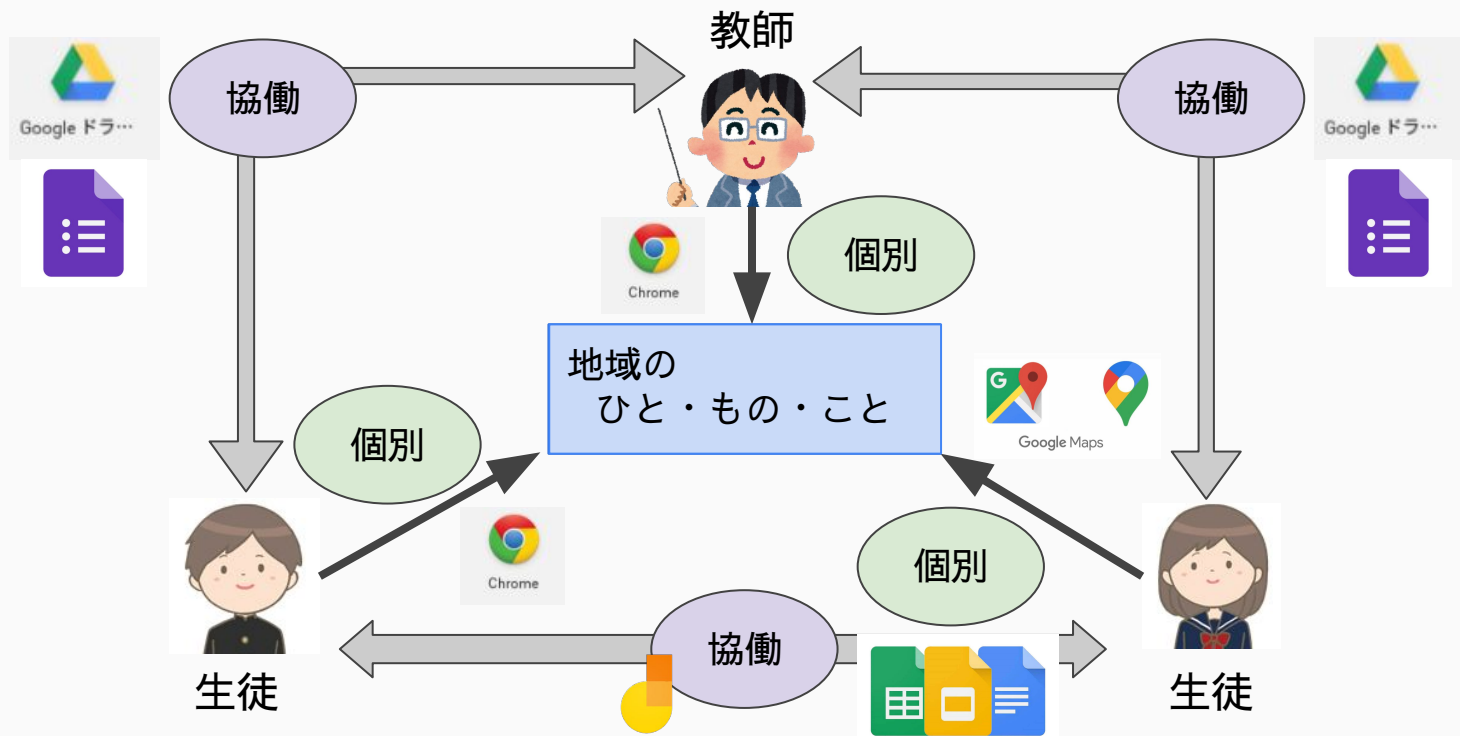 教師
Google ドラ…
協働
協働
Google ドラ…
個別
Chrome
地域の
ひと・もの・こと
G
Google Maps
個別
Chrome
個別
協働
生徒
生徒